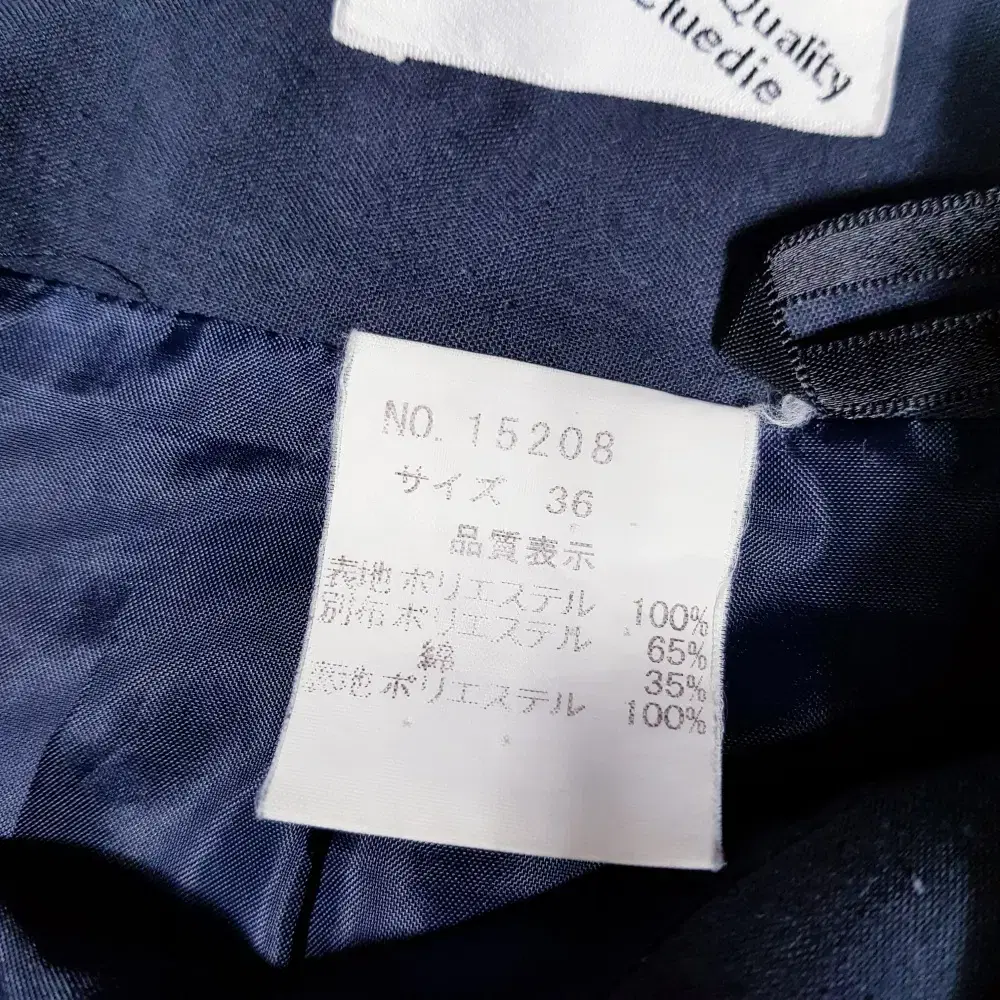 Quality
cluedie
NO. 15208
サイズ 36
品質表示
表地 ポリエステル 100%
別布 ポリエステル 65%
綿 35%
裏地 ポリエステル 100%